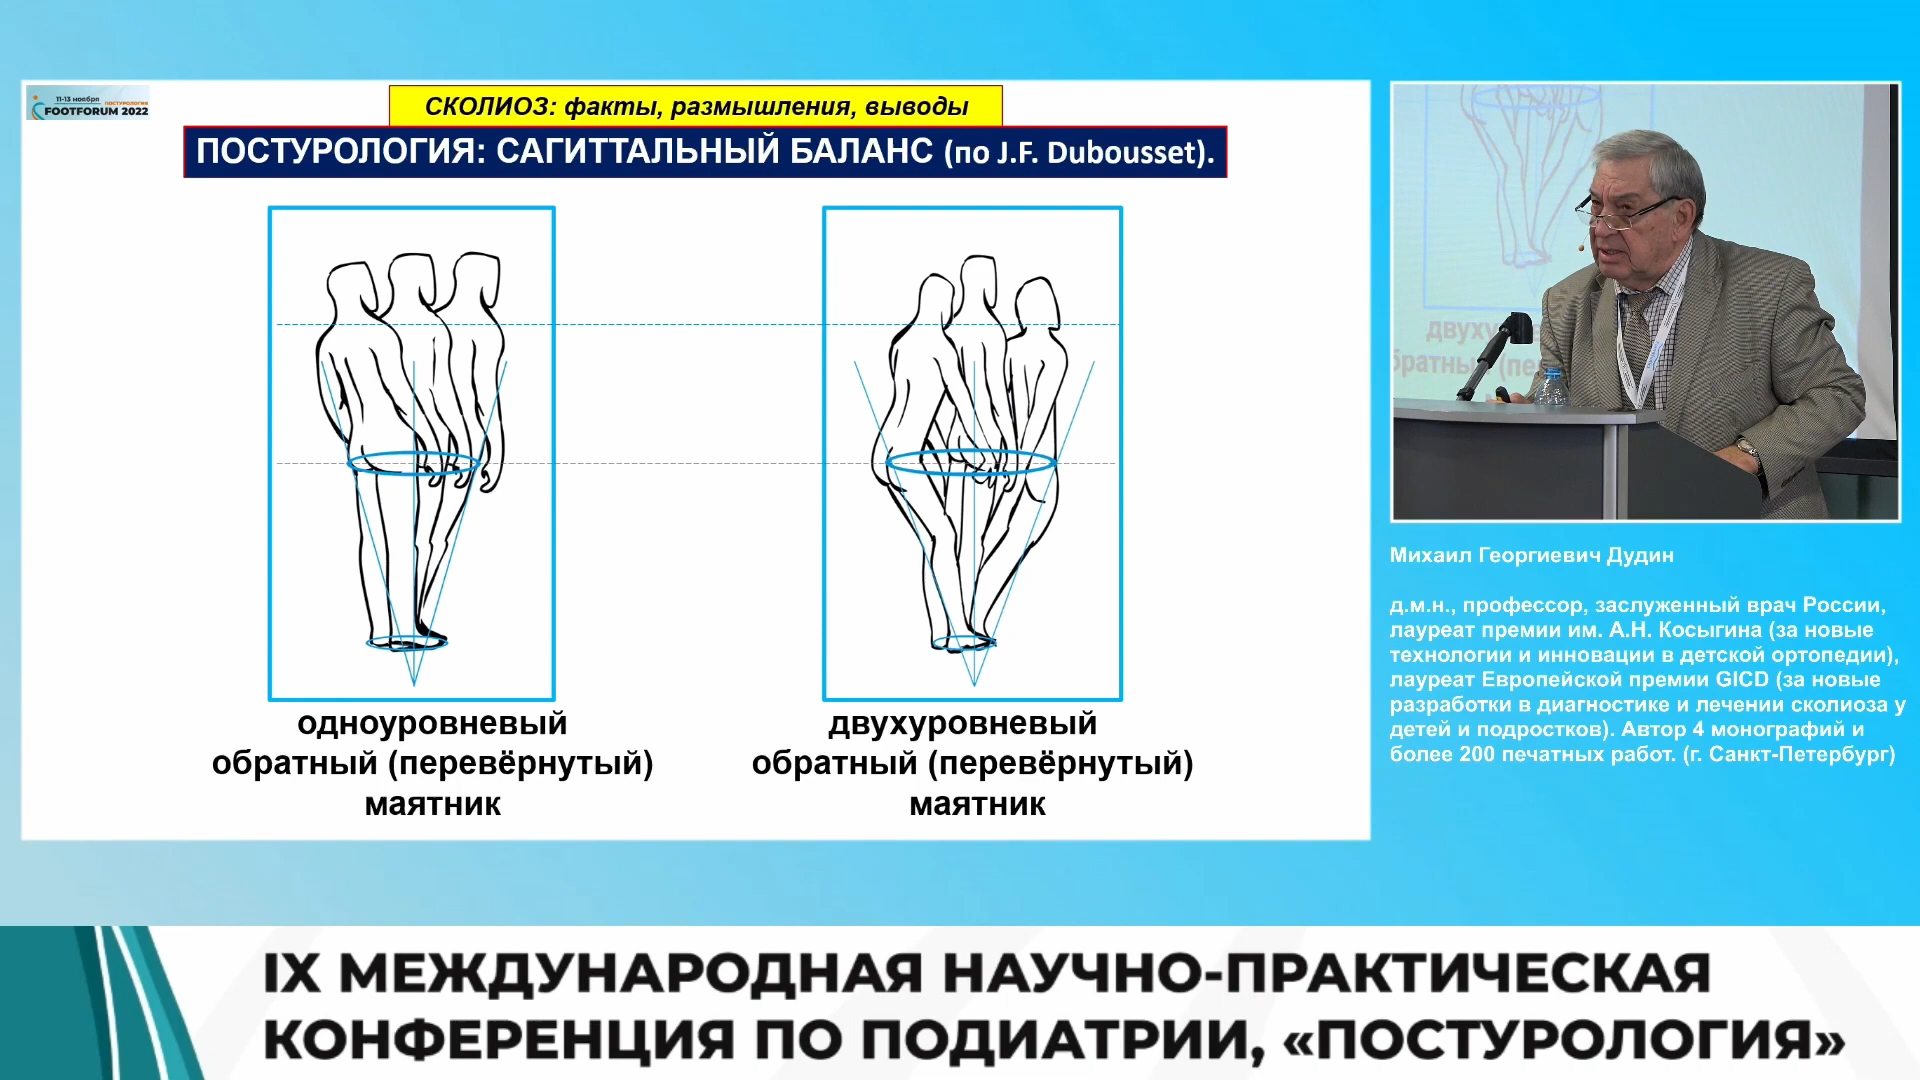 11-13 ноября
ПОСТУРОЛОГИЯ
FOOTFORUM 2022
СКОЛИОЗ: факты, размышления, выводы
ПОСТУРОЛОГИЯ: САГИТТАЛЬНЫЙ БАЛАНС (по J.F. Dubousset).
одноуровневый
обратный (перевёрнутый)
маятник
двухуровневый
обратный (перевёрнутый)
маятник
Михаил Георгиевич Дудин
д.м.н., профессор, заслуженный врач России,
лауреат премии им. А.Н. Косыгина (за новые
технологии и инновации в детской ортопедии),
лауреат Европейской премии GICD (за новые
разработки в диагностике и лечении сколиоза у
детей и подростков). Автор 4 монографий и
более 200 печатных работ. (г. Санкт-Петербург)
IX МЕЖДУНАРОДНАЯ НАУЧНО-ПРАКТИЧЕСКАЯ
КОНФЕРЕНЦИЯ ПО ПОДИАТРИИ, «ПОСТУРОЛОГИЯ»